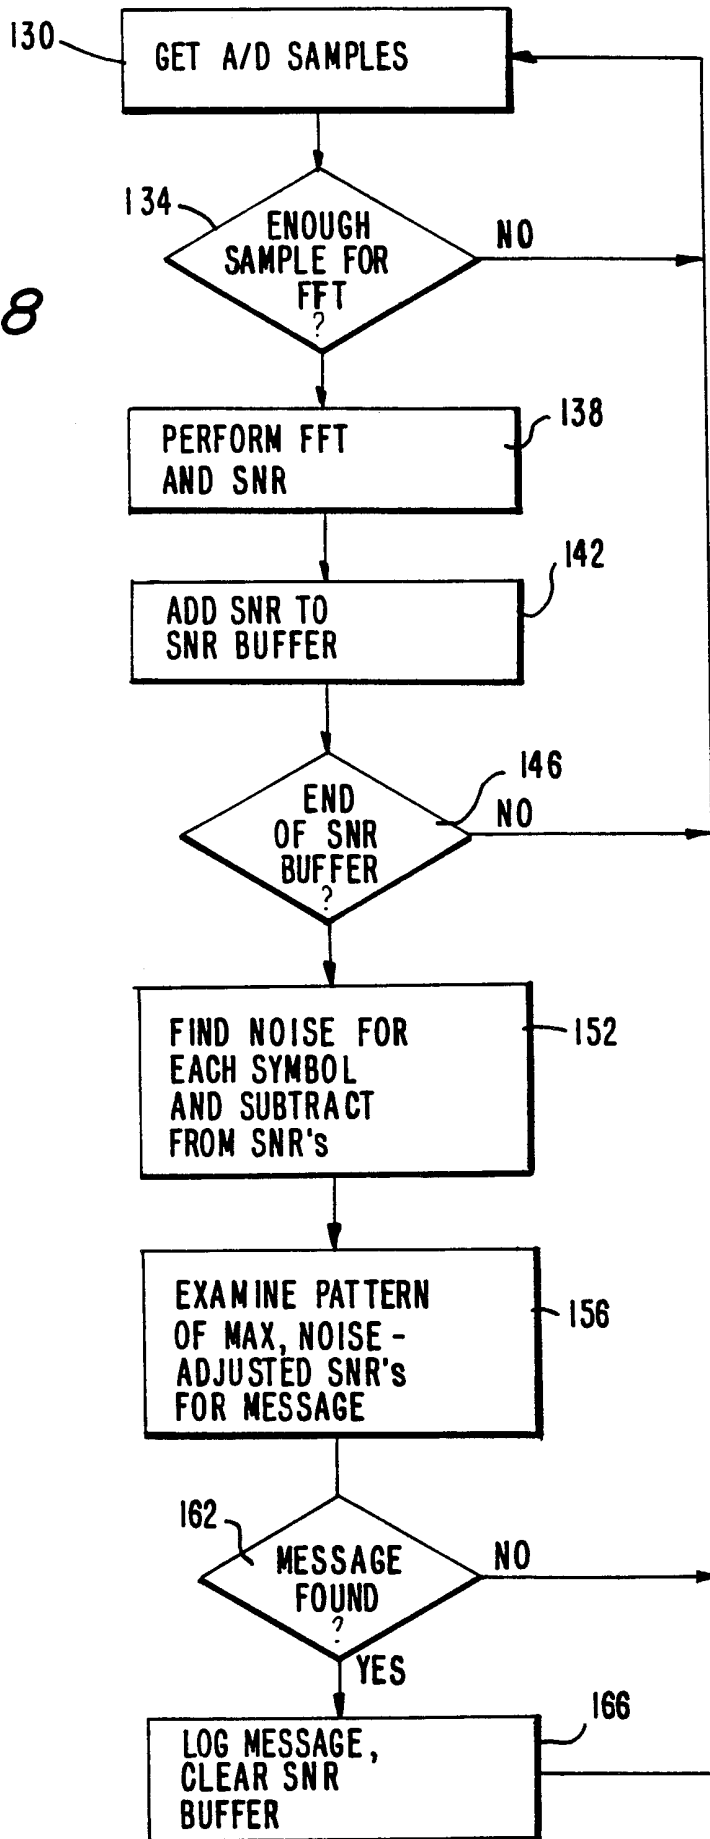 130
GET A/D SAMPLES
134
ENOUGH
SAMPLE FOR
FFT
?
NO
8
138
PERFORM FFT
AND SNR
142
ADD SNR TO
SNR BUFFER
146
END
OF SNR
BUFFER
?
NO
152
FIND NOISE FOR
EACH SYMBOL
AND SUBTRACT
FROM SNR's
156
EXAMINE PATTERN
OF MAX, NOISE-
ADJUSTED SNR's
FOR MESSAGE
162
MESSAGE
FOUND
?
NO
YES
166
LOG MESSAGE,
CLEAR SNR
BUFFER